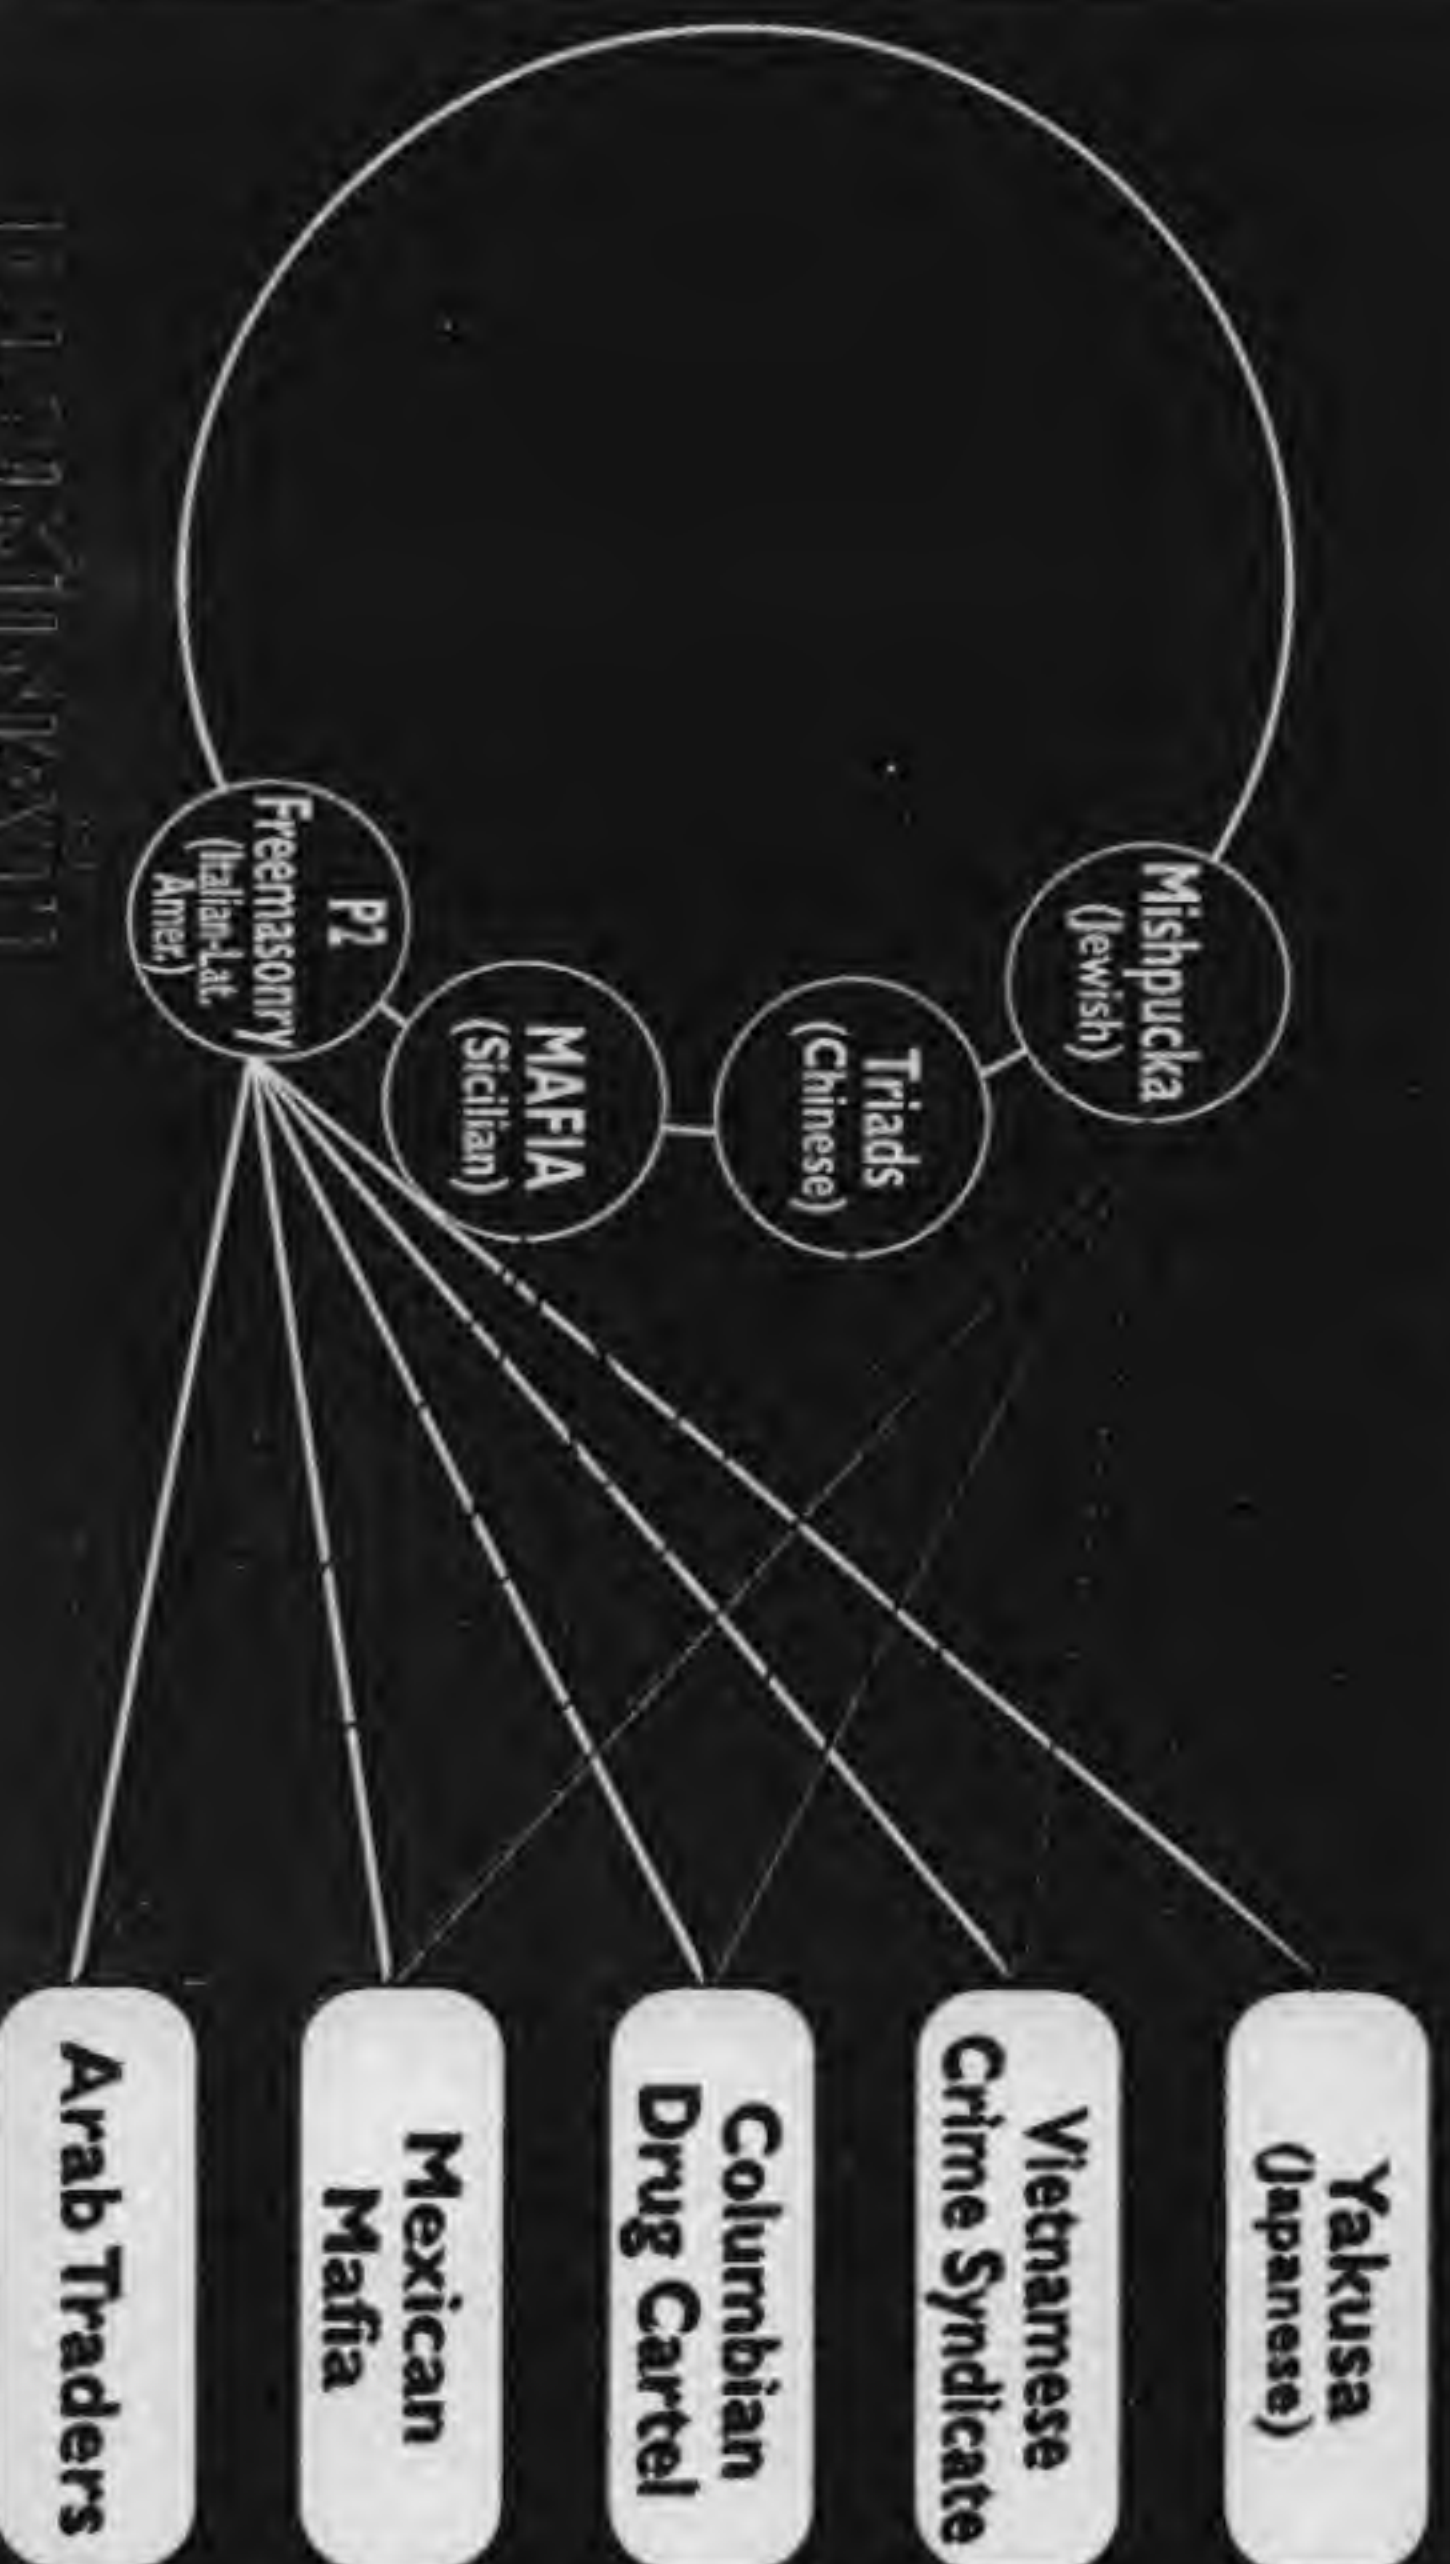 Mishpucka
(Jewish)
Triads
(Chinese)
MAFIA
(Sicilian)
P2
Freemasonry
(Italian-Lat.
Amer.)
Yakusa
(Japanese)
Vietnamese
Crime Syndicate
Columbian
Drug Cartel
Mexican
Mafia
Arab Traders